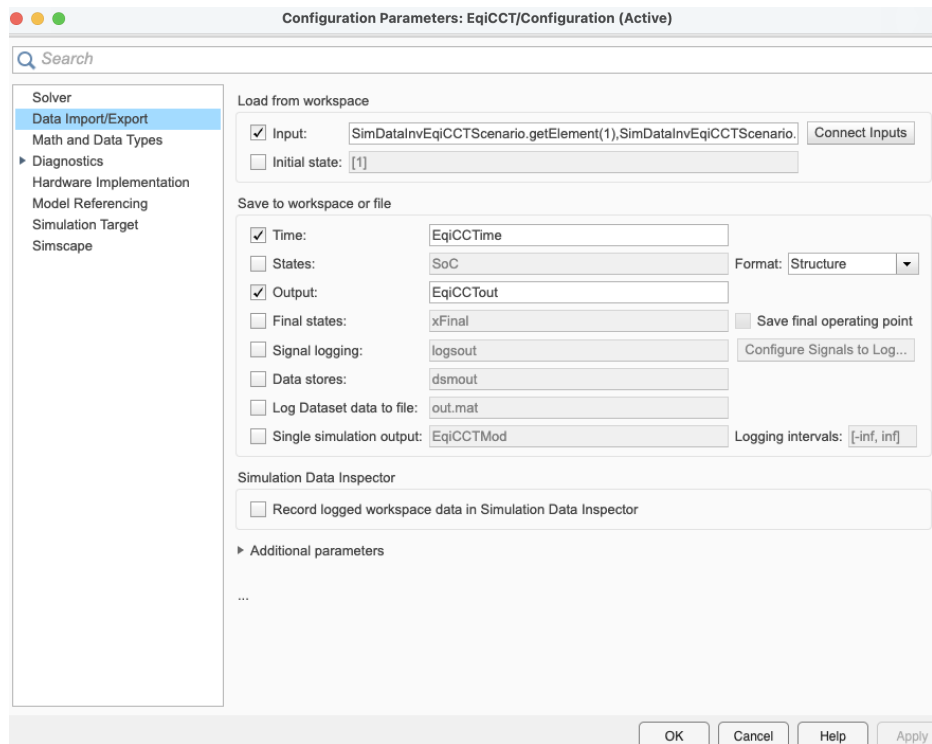 Configuration Parameters: EqiCCT/Configuration (Active)
Search
Solver
Data Import/Export
Math and Data Types
Diagnostics
Hardware Implementation
Model Referencing
Simulation Target
Simscape
Load from workspace
Input: SimDataInvEqiCCTScenario.getElement(1),SimDataInvEqiCCTScenario. Connect Inputs
Initial state: [1]
Save to workspace or file
Time: EqiCCTime
States: SoC Format: Structure
Output: EqiCCTout
Final states: xFinal Save final operating point
Signal logging: logsout Configure Signals to Log...
Data stores: dsmout
Log Dataset data to file: out.mat
Single simulation output: EqiCCTMod Logging intervals: [-inf, inf]
Simulation Data Inspector
Record logged workspace data in Simulation Data Inspector
Additional parameters
...
OK Cancel Help Apply